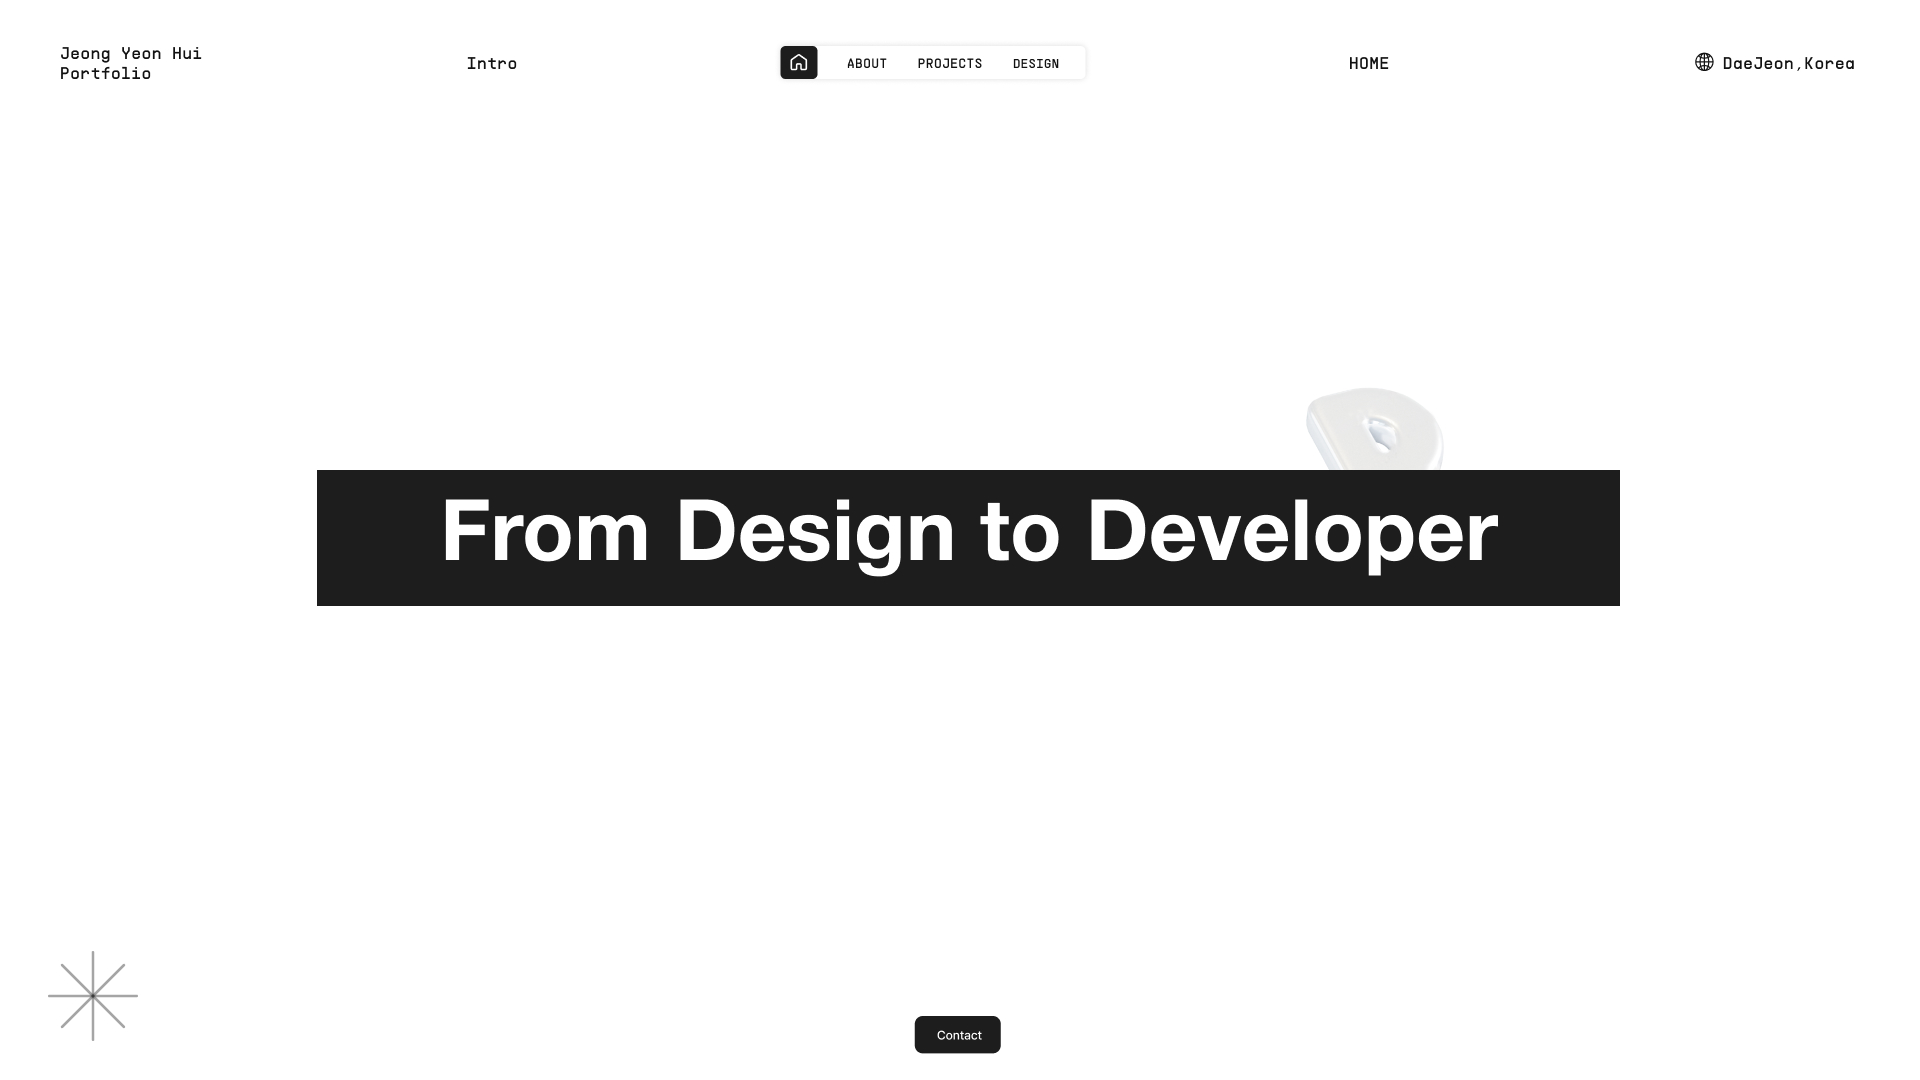 Jeong Yeon Hui
Portfolio
Intro
ABOUT
PROJECTS
DESIGN
HOME
DaeJeon,Korea
From Design to Developer
Contact